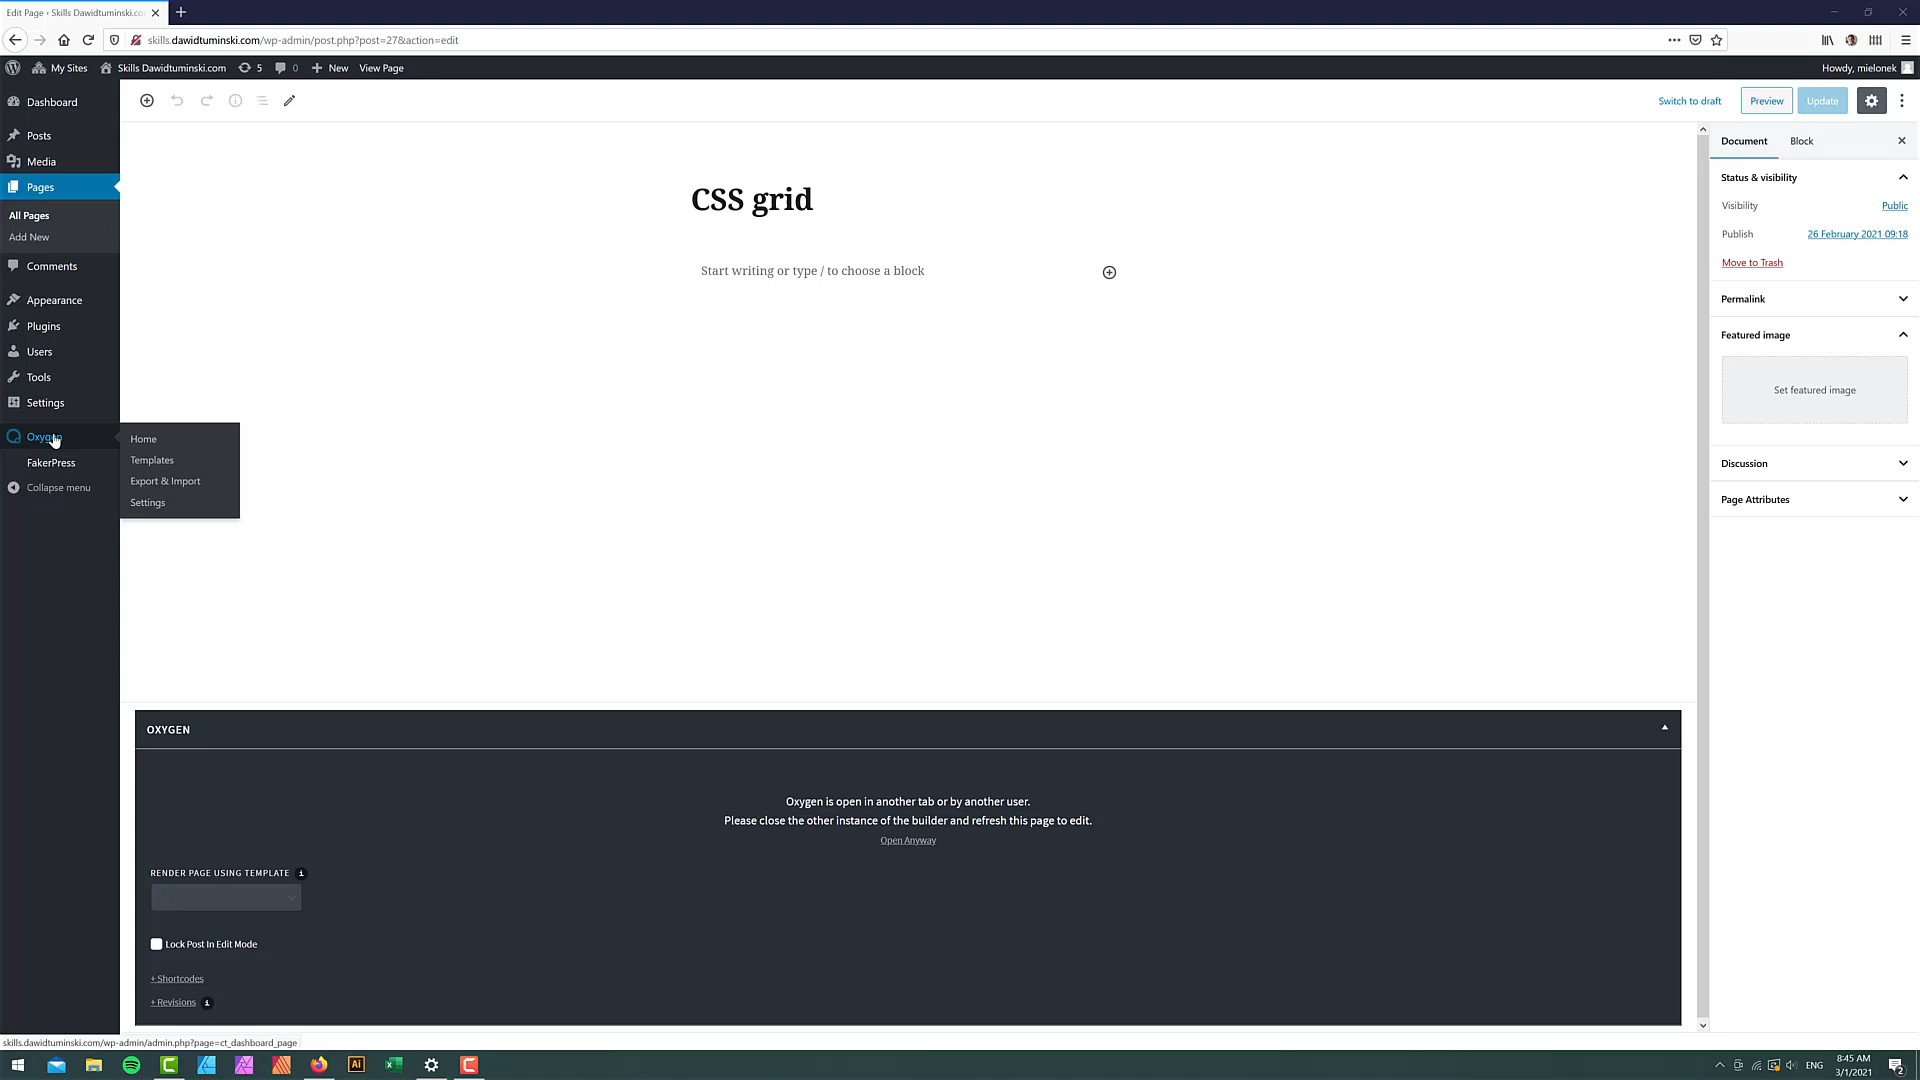 Edit Page ‹ Skills Dawidtuminski.co
skills.dawidtuminski.com/wp-admin/post.php?post=27&action=edit
My Sites
Skills Dawidtuminski.com
5
0
New
View Page
Howdy, mielonek
Dashboard
Posts
Media
Pages
All Pages
Add New
Comments
Appearance
Plugins
Users
Tools
Settings
Oxygen
FakerPress
Collapse menu
Home
Templates
Export & Import
Settings
Switch to draft
Preview
Update
CSS grid
Start writing or type / to choose a block
Document
Block
Status & visibility
Visibility
Public
Publish
26 February 2021 09:18
Move to Trash
Permalink
Featured image
Set featured image
Discussion
Page Attributes
OXYGEN
Oxygen is open in another tab or by another user.
Please close the other instance of the builder and refresh this page to edit.
Open Anyway
RENDER PAGE USING TEMPLATE
Lock Post In Edit Mode
+ Shortcodes
+ Revisions
skills.dawidtuminski.com/wp-admin/admin.php?page=ct_dashboard_page
Ai
ENG
8:45 AM
3/1/2021
2